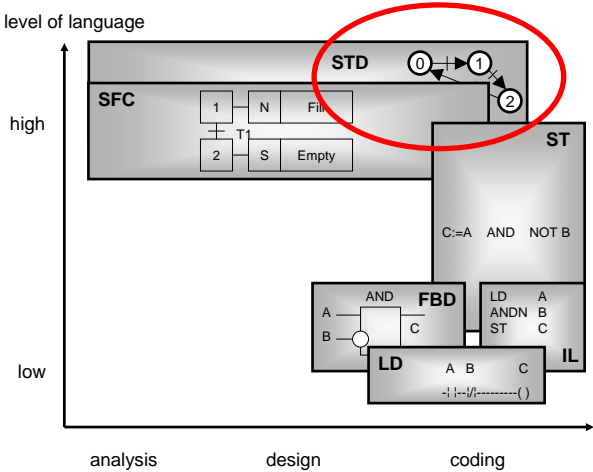 level of language
STD
0
1
2
SFC
1
N
Fill
high
T1
2
S
Empty
ST
C:=A AND NOT B
AND
FBD
A
B
C
LD A
ANDN B
ST C
IL
LD
A B C
-¦ ¦--¦/¦---------( )
low
analysis design coding